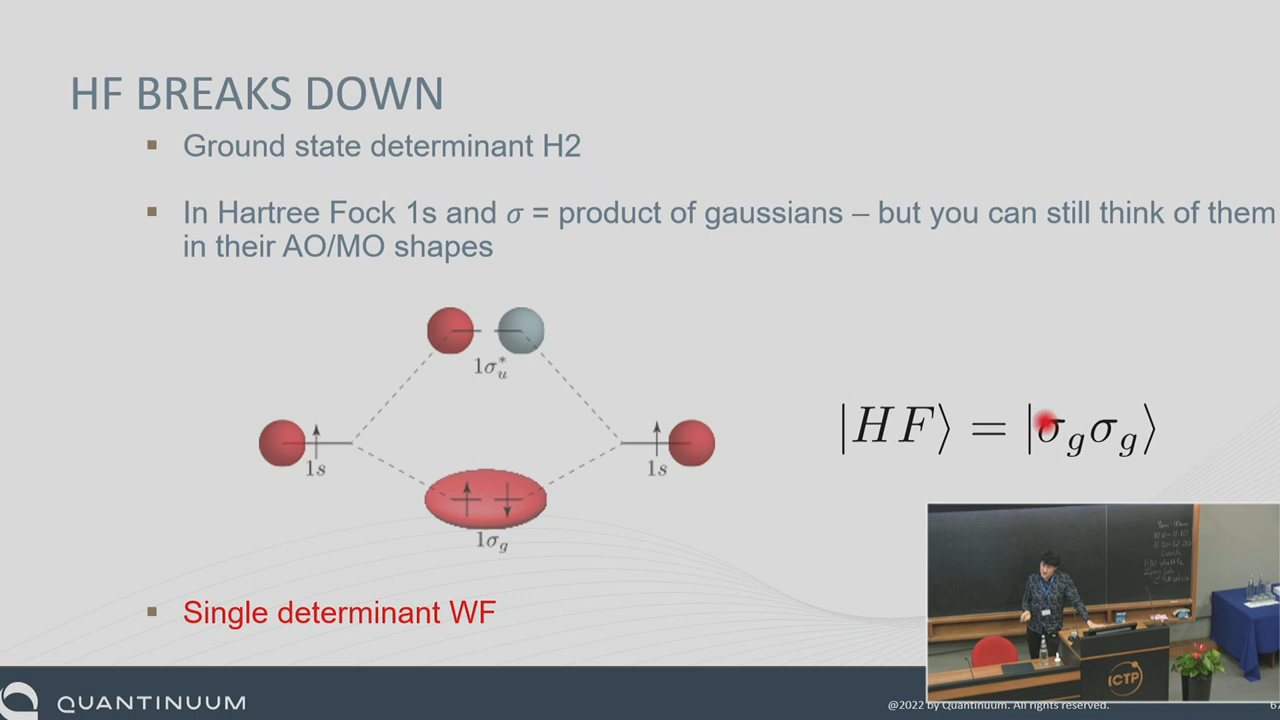 HF BREAKS DOWN
▪ Ground state determinant H2
▪ In Hartree Fock 1s and σ = product of gaussians – but you can still think of them
in their AO/MO shapes
1σ*u
1s
1s
1σg
|HF⟩ = |σgσg⟩
▪ Single determinant WF
Lunch
ICTP
QUANTINUUM
@2022 by Quantinuum. All rights reserved.